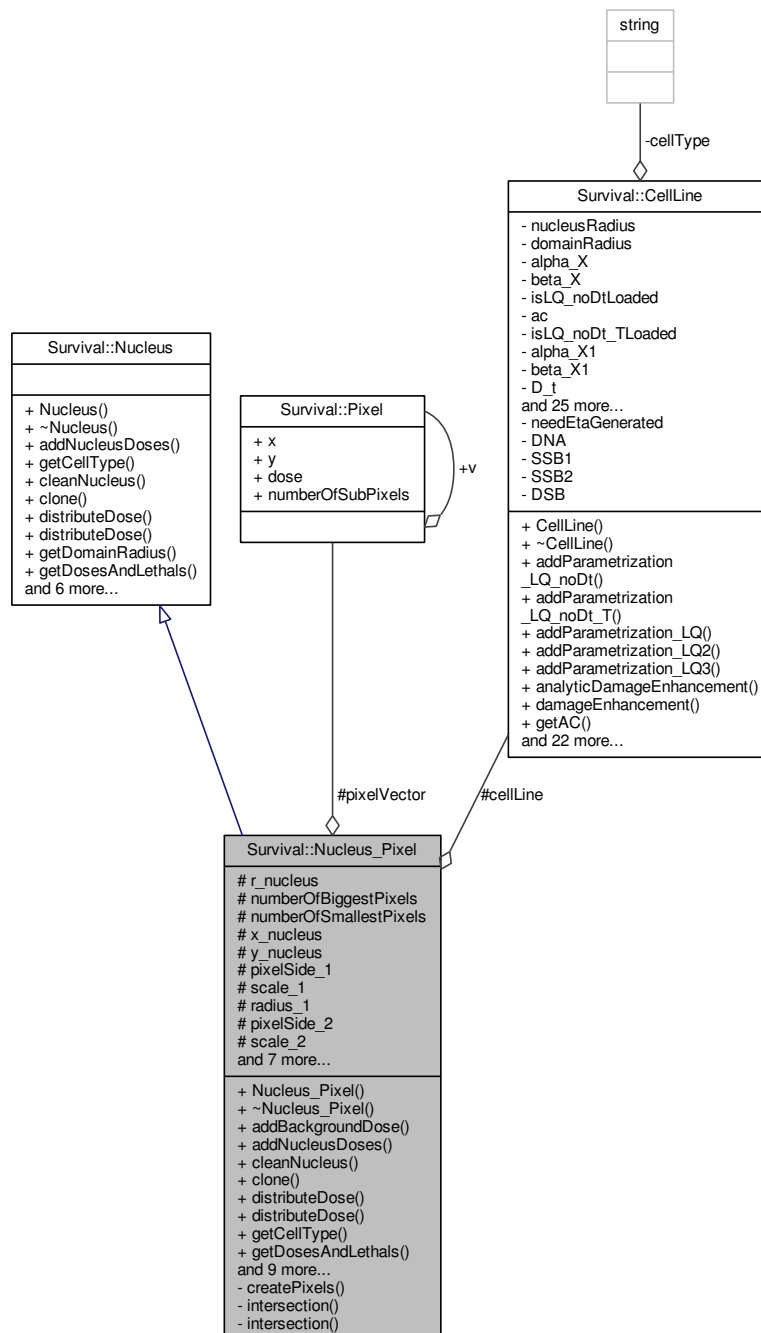 string
-cellType
Survival::CellLine
- nucleusRadius
- domainRadius
- alpha_X
- beta_X
- isLQ_noDtLoaded
- ac
- isLQ_noDt_TLoaded
- alpha_X1
- beta_X1
- D_t
and 25 more...
- needEtaGenerated
- DNA
- SSB1
- SSB2
- DSB
+ CellLine()
+ ~CellLine()
+ addParametrization
_LQ_noDt()
+ addParametrization
_LQ_noDt_T()
+ addParametrization_LQ()
+ addParametrization_LQ2()
+ addParametrization_LQ3()
+ analyticDamageEnhancement()
+ damageEnhancement()
+ getAC()
and 22 more...
Survival::Nucleus
+ Nucleus()
+ ~Nucleus()
+ addNucleusDoses()
+ getCellType()
+ cleanNucleus()
+ clone()
+ distributeDose()
+ distributeDose()
+ getDomainRadius()
+ getDosesAndLethals()
and 6 more...
Survival::Pixel
+ x
+ y
+ dose
+ numberOfSubPixels
+v
#pixelVector
#cellLine
Survival::Nucleus_Pixel
# r_nucleus
# numberOfBiggestPixels
# numberOfSmallestPixels
# x_nucleus
# y_nucleus
# pixelSide_1
# scale_1
# radius_1
# pixelSide_2
# scale_2
and 7 more...
+ Nucleus_Pixel()
+ ~Nucleus_Pixel()
+ addBackgroundDose()
+ addNucleusDoses()
+ cleanNucleus()
+ clone()
+ distributeDose()
+ distributeDose()
+ getCellType()
+ getDosesAndLethals()
and 9 more...
- createPixels()
- intersection()
- intersection()